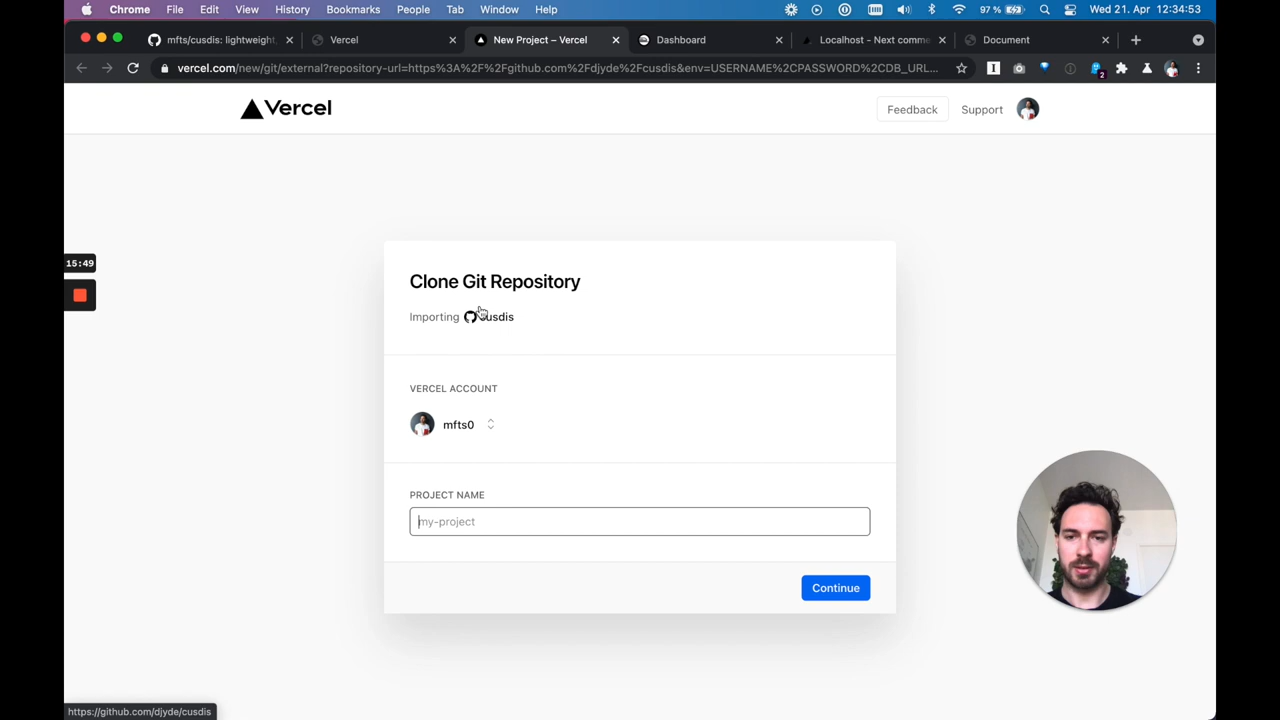 Chrome File Edit View History Bookmarks People Tab Window Help 97 % Wed 21. Apr 12:34:53
mfts/cusdis: lightweight, Vercel New Project – Vercel Dashboard Localhost - Next comme Document
vercel.com/new/git/external?repository-url=https%3A%2F%2Fgithub.com%2Fdjyde%2Fcusdis&env=USERNAME%2CPASSWORD%2CDB_URL... 2
Vercel Feedback Support
15:49
Clone Git Repository
Importing cusdis
VERCEL ACCOUNT
mfts0
PROJECT NAME
my-project
Continue
https://github.com/djyde/cusdis